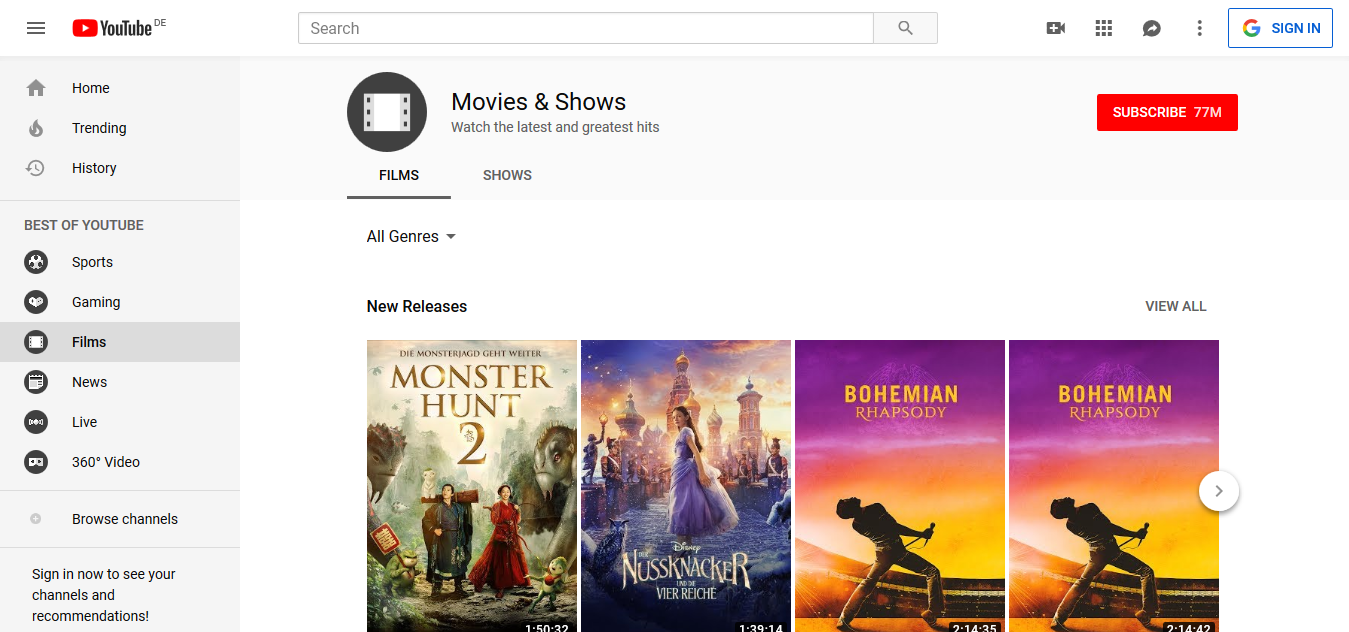 YouTube DE
Search
SIGN IN
Home
Trending
History
BEST OF YOUTUBE
Sports
Gaming
Films
News
Live
360° Video
Browse channels
Sign in now to see your
channels and
recommendations!
Movies & Shows
Watch the latest and greatest hits
SUBSCRIBE 77M
FILMS
SHOWS
All Genres
New Releases
VIEW ALL
DIE MONSTERJAGD GEHT WEITER
MONSTER
HUNT
2
1:50:32
Disney
DER
NUSSKNACKER
UND DIE
VIER REICHE
1:39:14
BOHEMIAN
RHAPSODY
2:14:35
BOHEMIAN
RHAPSODY
2:14:42